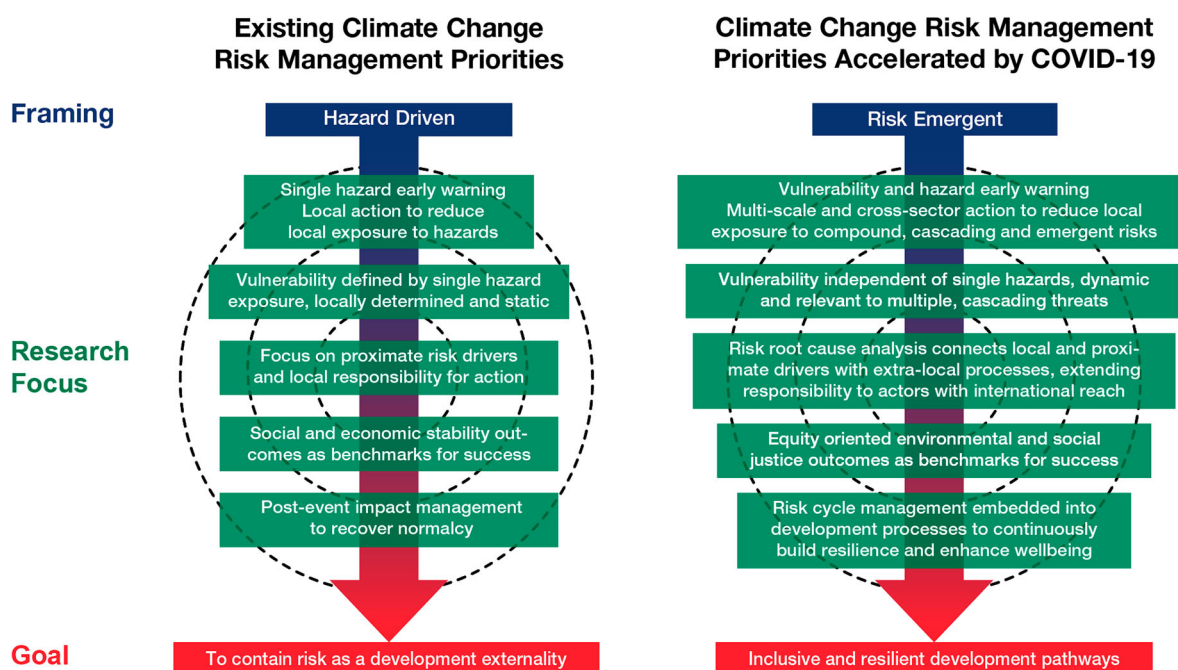 Existing Climate Change
Risk Management Priorities
Climate Change Risk Management
Priorities Accelerated by COVID-19
Framing
Hazard Driven
Risk Emergent
Research
Focus
Single hazard early warning
Local action to reduce
local exposure to hazards
Vulnerability defined by single hazard
exposure, locally determined and static
Focus on proximate risk drivers
and local responsibility for action
Social and economic stability out-
comes as benchmarks for success
Post-event impact management
to recover normalcy
Vulnerability and hazard early warning
Multi-scale and cross-sector action to reduce local
exposure to compound, cascading and emergent risks
Vulnerability independent of single hazards, dynamic
and relevant to multiple, cascading threats
Risk root cause analysis connects local and proxi-
mate drivers with extra-local processes, extending
responsibility to actors with international reach
Equity oriented environmental and social
justice outcomes as benchmarks for success
Risk cycle management embedded into
development processes to continuously
build resilience and enhance wellbeing
Goal
To contain risk as a development externality
Inclusive and resilient development pathways